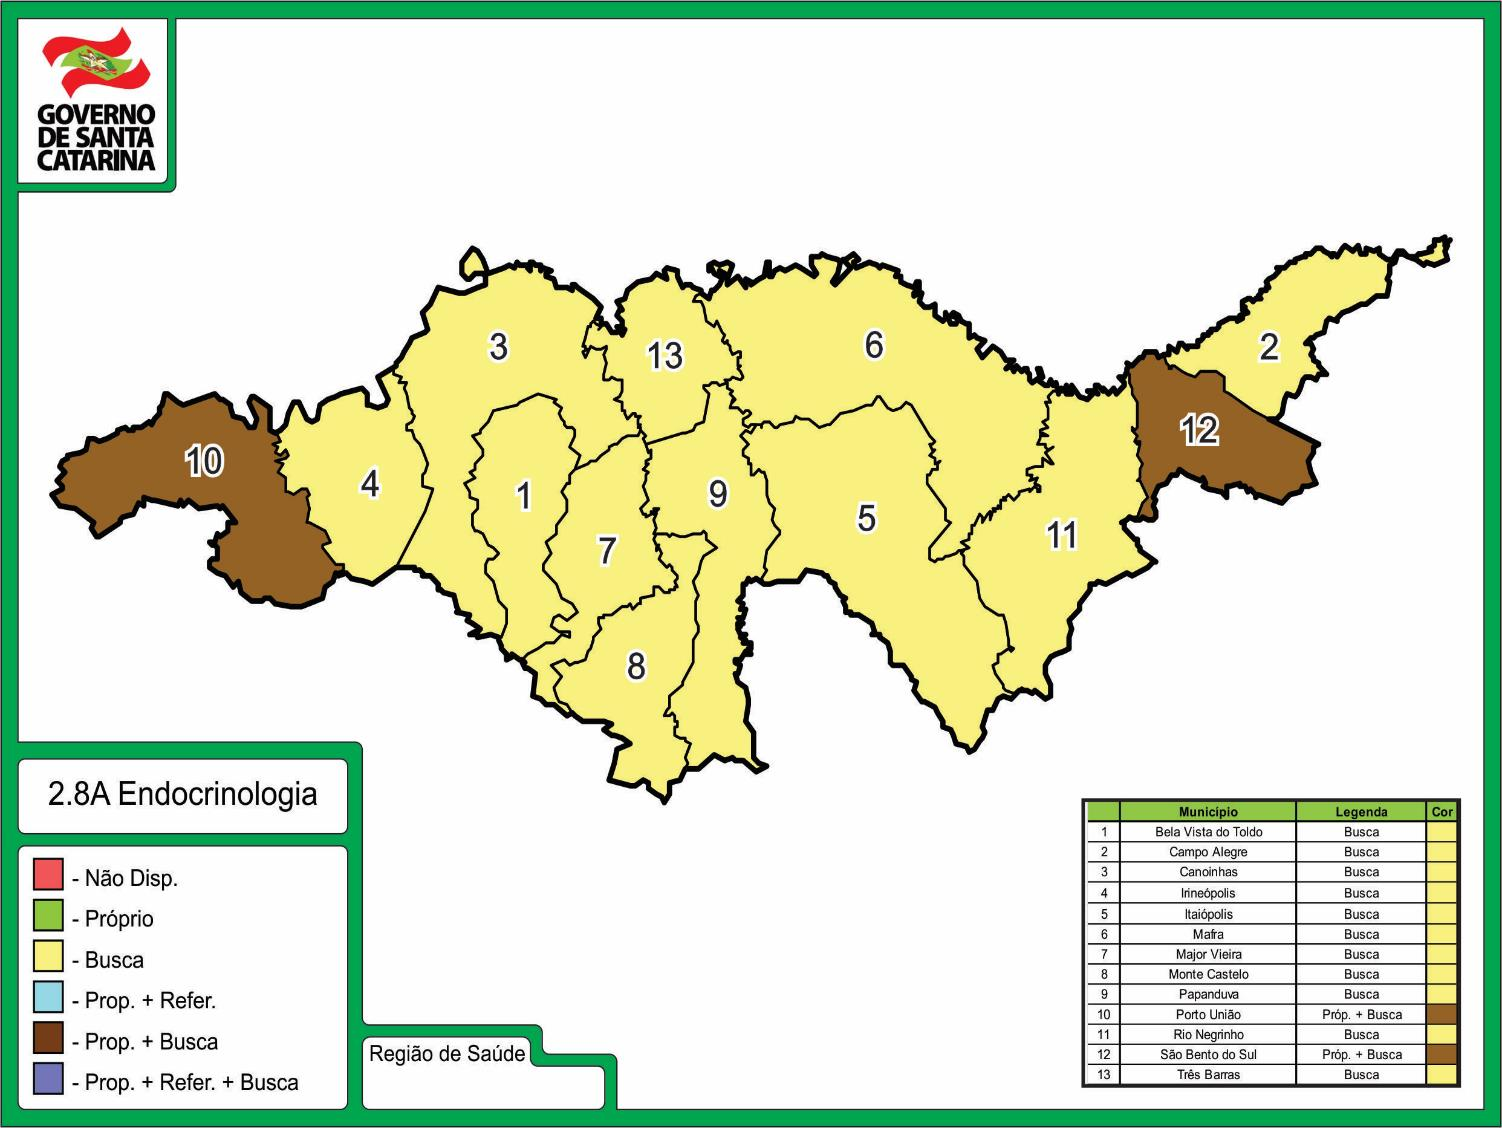 GOVERNO
DE SANTA
CATARINA
3
13
6
2
10
4
1
9
5
12
7
11
8
2.8A Endocrinologia
- Não Disp.
- Próprio
- Busca
- Prop. + Refer.
- Prop. + Busca
- Prop. + Refer. + Busca
Região de Saúde
Município Legenda Cor
1 Bela Vista do Toldo Busca
2 Campo Alegre Busca
3 Canoinhas Busca
4 Irineópolis Busca
5 Itaiópolis Busca
6 Mafra Busca
7 Major Vieira Busca
8 Monte Castelo Busca
9 Papanduva Busca
10 Porto União Próp. + Busca
11 Rio Negrinho Busca
12 São Bento do Sul Próp. + Busca
13 Três Barras Busca